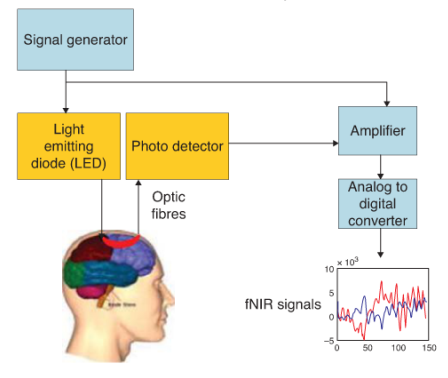 Signal generator
Light
emitting
diode (LED)
Photo detector
Amplifier
Optic
fibres
Analog to
digital
converter
fNIR signals
× 10³
10
5
0
−5
0
50
100
150